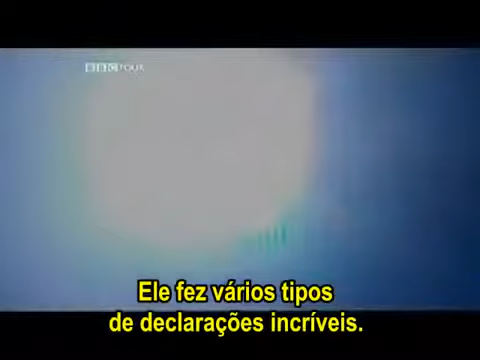 BBC FOUR
Ele fez vários tipos
de declarações incríveis.